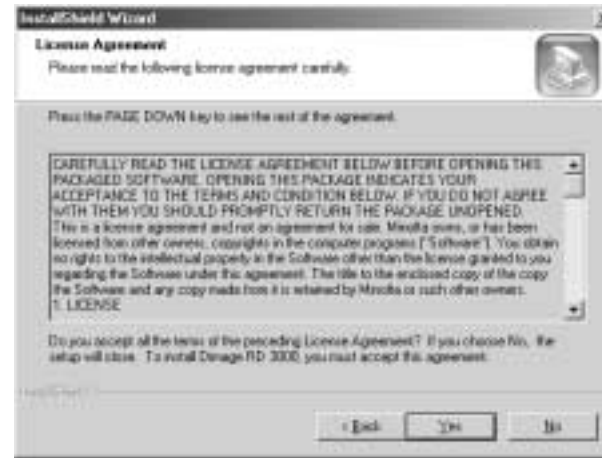 InstallShield Wizard
License Agreement
Please read the following license agreement carefully.
Press the PAGE DOWN key to see the rest of the agreement.
CAREFULLY READ THE LICENSE AGREEMENT BELOW BEFORE OPENING THIS
PACKAGED SOFTWARE. OPENING THIS PACKAGE INDICATES YOUR
ACCEPTANCE TO THE TERMS AND CONDITION BELOW. IF YOU DO NOT AGREE
WITH THEM YOU SHOULD PROMPTLY RETURN THE PACKAGE UNOPENED.
This is a license agreement and not an agreement for sale. Minolta owns, or has been
licensed from other owners, copyrights in the computer programs ("Software"). You obtain
no rights to the intellectual property in the Software other than the license granted to you
regarding the Software under this agreement. The title to the enclosed copy of the copy
the Software and any copy made from it is retained by Minolta or such other owners.
1. LICENSE
Do you accept all the terms of the preceding License Agreement? If you choose No, the
setup will close. To install Dimage RD 3000, you must accept this agreement.
InstallShield
< Back
Yes
No